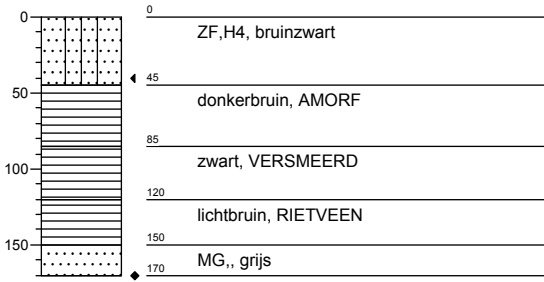 0
0
ZF,H4, bruinzwart
45
50
donkerbruin, AMORF
85
zwart, VERSMEERD
100
120
lichtbruin, RIETVEEN
150
150
MG,, grijs
170